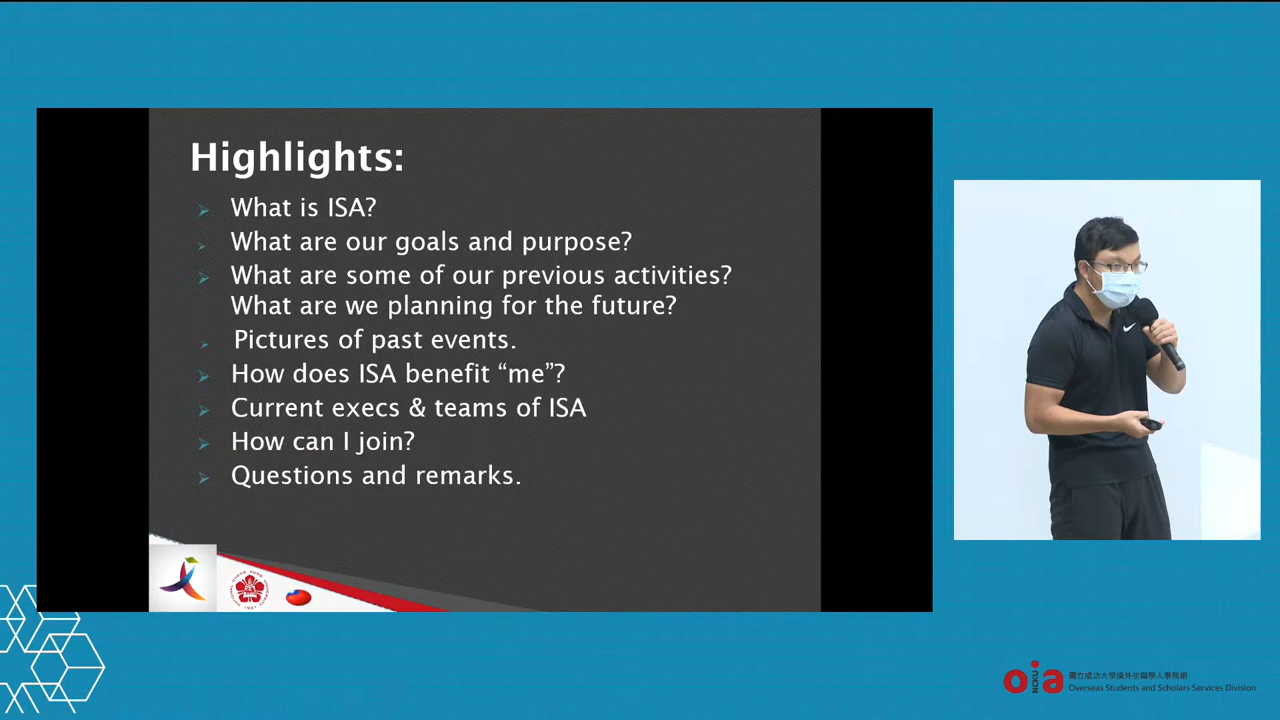 Highlights:
What is ISA?
What are our goals and purpose?
What are some of our previous activities?
What are we planning for the future?
Pictures of past events.
How does ISA benefit “me”?
Current execs & teams of ISA
How can I join?
Questions and remarks.
NCKU
oia
國立成功大學境外生暨學人事務組
Overseas Students and Scholars Services Division